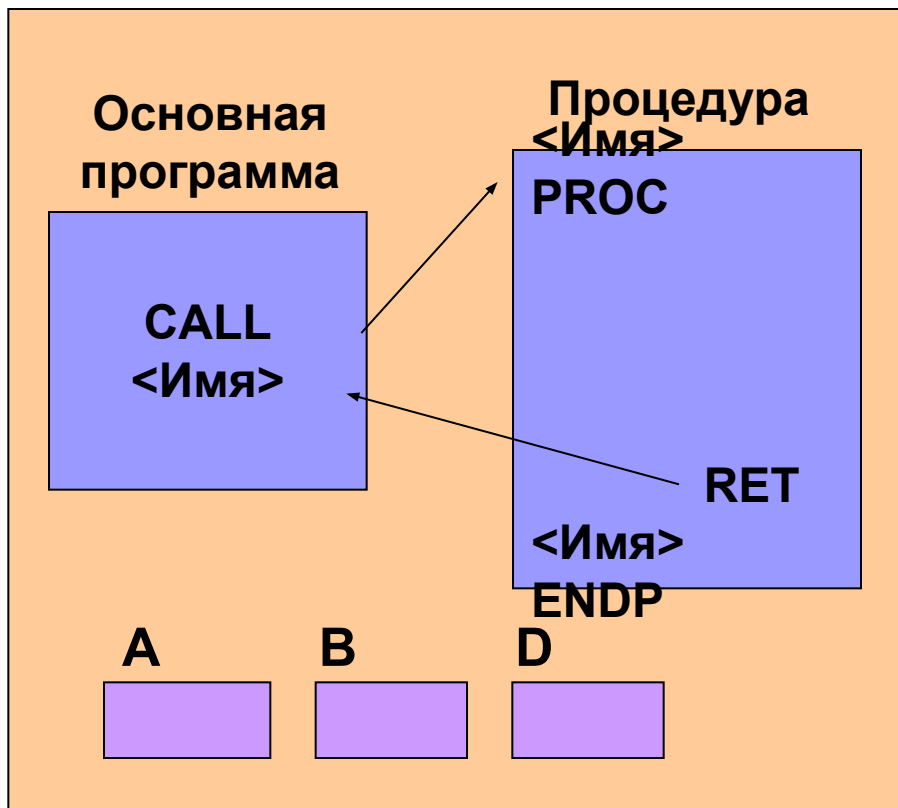 Основная
программа
CALL
<Имя>
Процедура
<Имя>
PROC
RET
<Имя>
ENDP
A
B
D